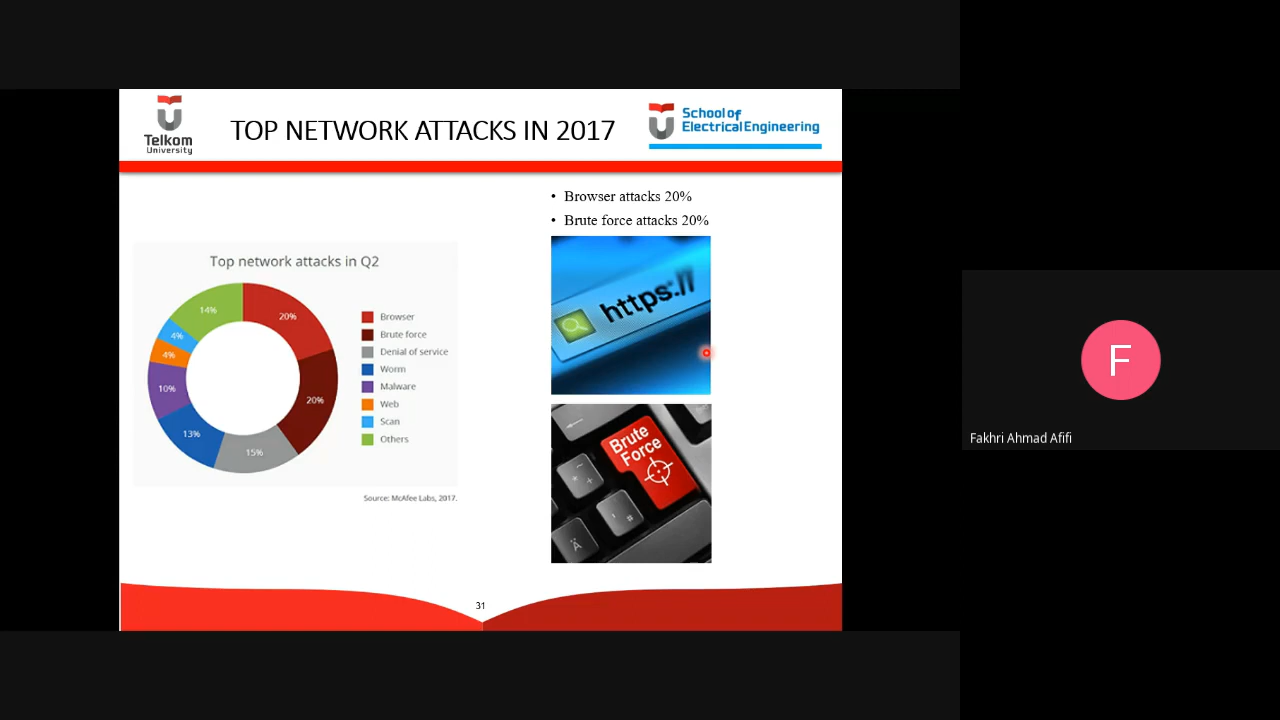 Telkom
University
TOP NETWORK ATTACKS IN 2017
School of
Electrical Engineering
• Browser attacks 20%
• Brute force attacks 20%
Top network attacks in Q2
20%
20%
15%
13%
10%
4%
4%
14%
Browser
Brute force
Denial of service
Worm
Malware
Web
Scan
Others
Source: McAfee Labs, 2017.
https://
Brute
Force
Ä
31
F
Fakhri Ahmad Afifi